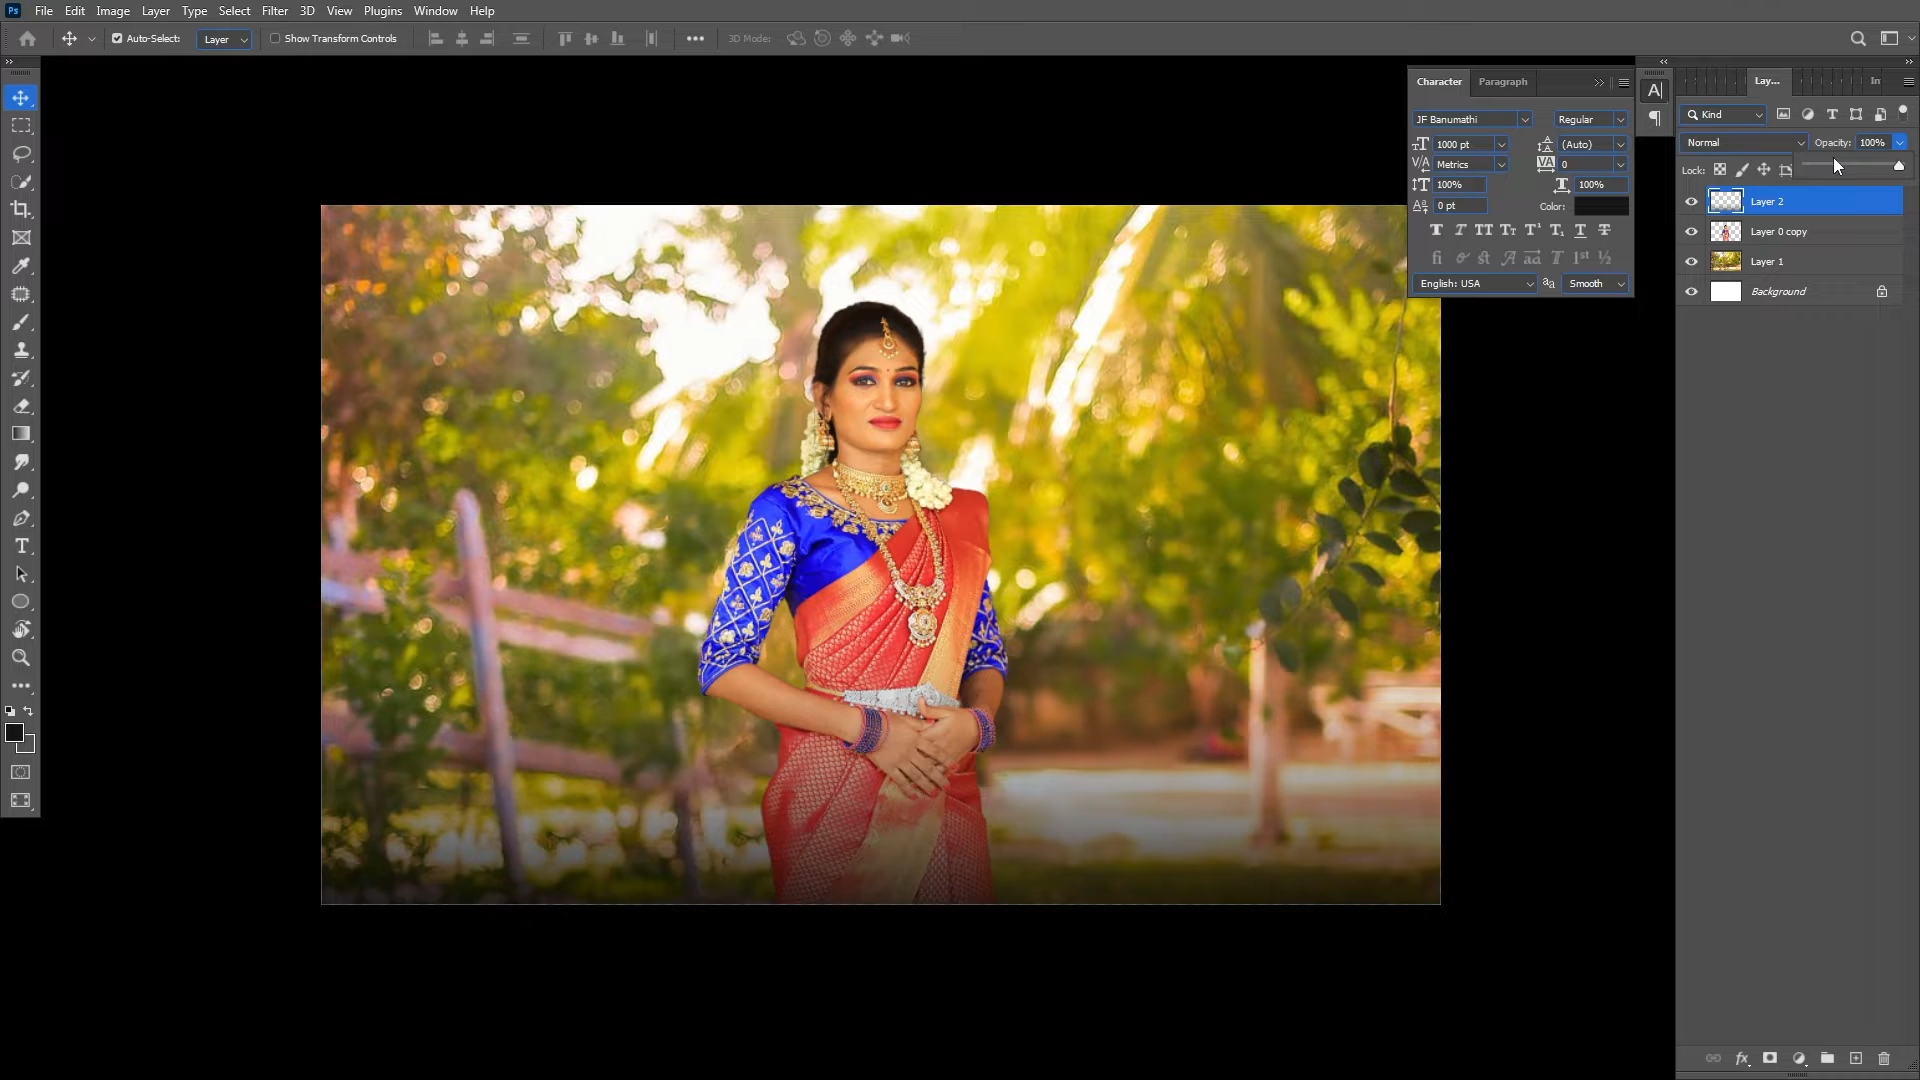 Ps File Edit Image Layer Type Select Filter 3D View Plugins Window Help
Auto-Select: Layer Show Transform Controls 3D Mode:
Character Paragraph
JF Banumathi Regular
1000 pt (Auto)
Metrics 0
100% 100%
0 pt Color:
English: USA Smooth
Lay...
Kind
Normal Opacity: 100%
Lock:
Layer 2
Layer 0 copy
Layer 1
Background